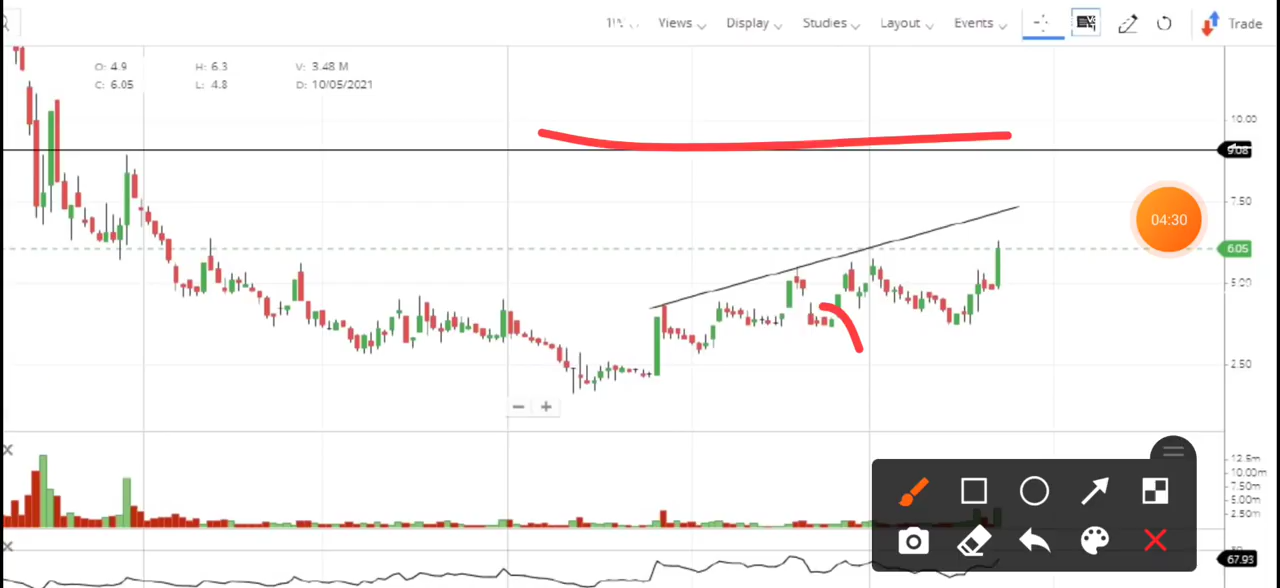 Views Display Studies Layout Events Trade
O: 4.9 H: 6.3 V: 3.48 M
C: 6.05 L: 4.8 D: 10/05/2021
10.00
9.08
7.50
04:30
6.05
5.00
2.50
12.5m
10.00m
7.50m
5.00m
2.50m
67.93